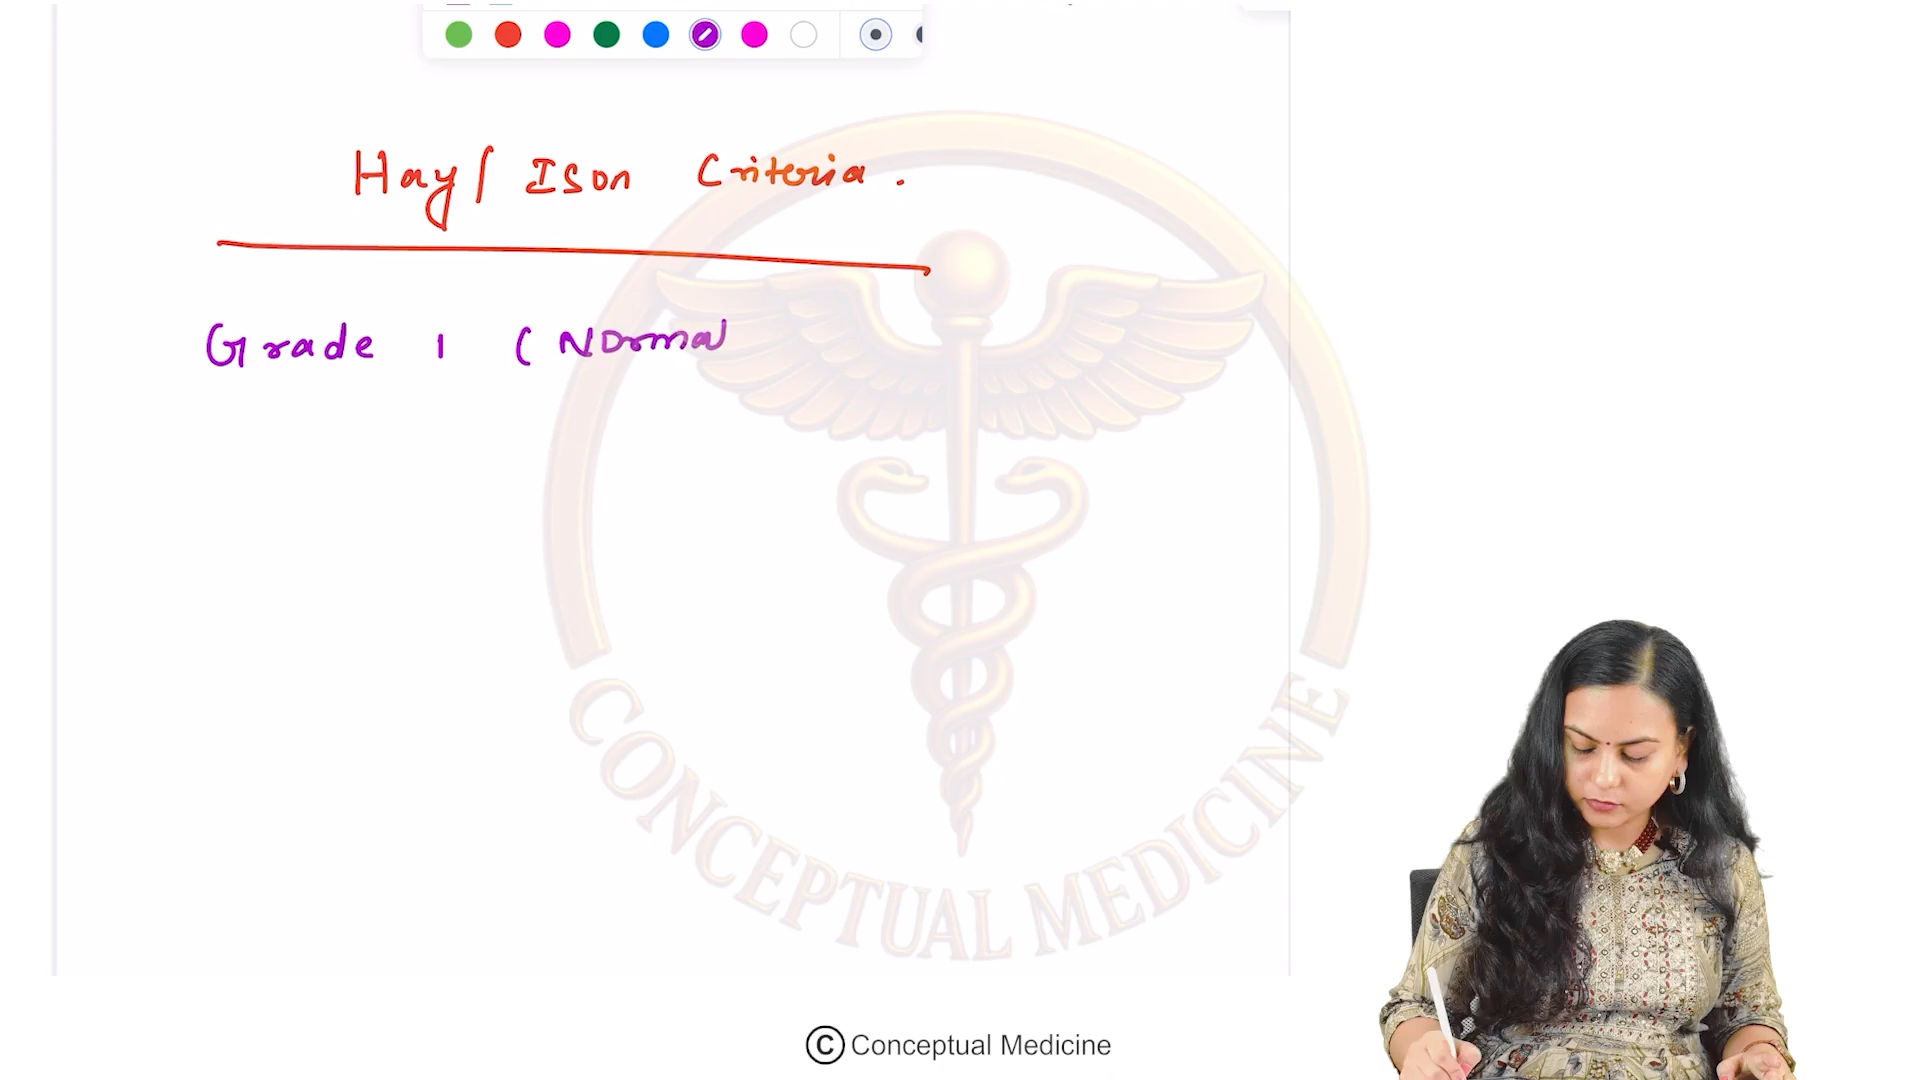 Hay/ Ison Criteria.
Grade 1 (Normal
CONCEPTUAL MEDICINE
© Conceptual Medicine